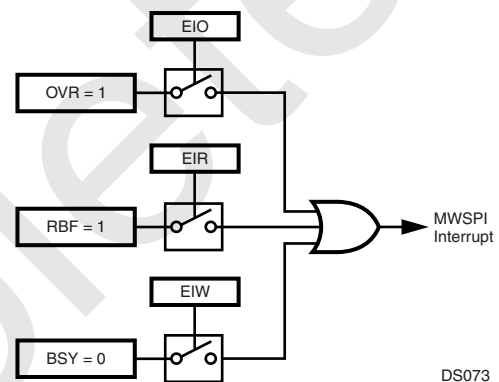 EIO
OVR = 1
EIR
RBF = 1
MWSPI
Interrupt
EIW
BSY = 0
DS073